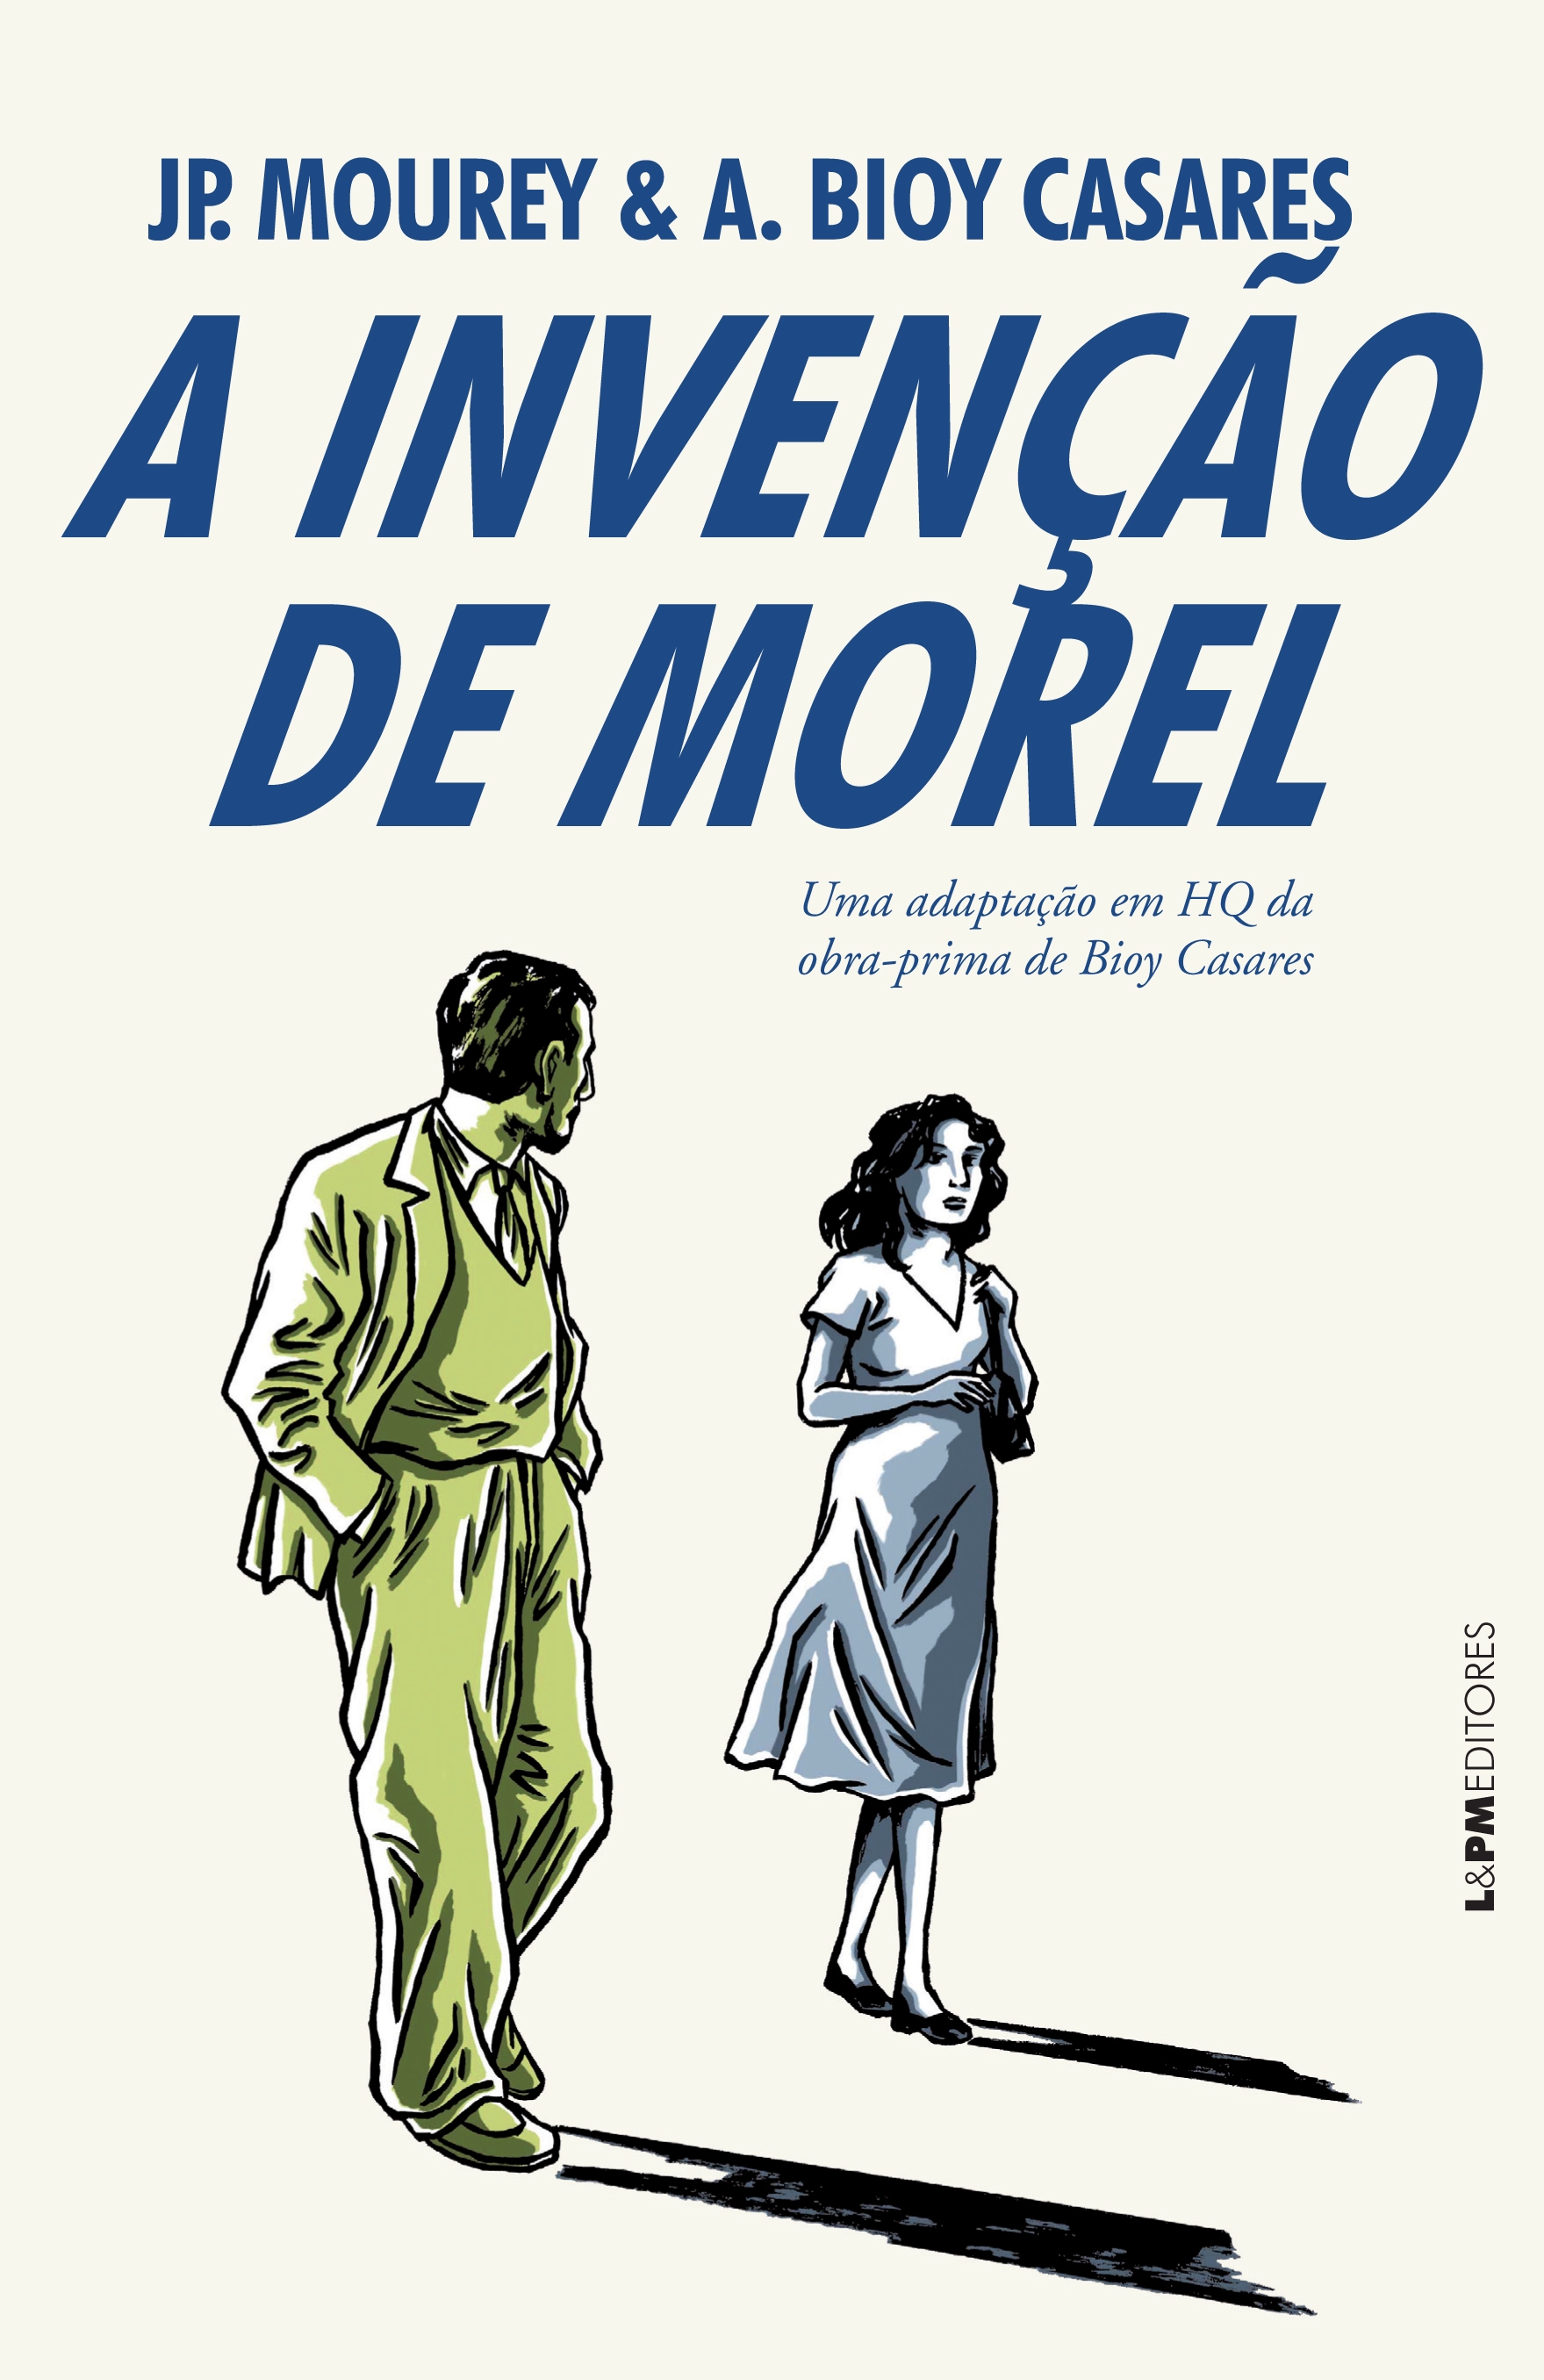 JP. MOUREY & A. BIOY CASARES
A INVENÇÃO
DE MOREL
Uma adaptação em HQ da
obra-prima de Bioy Casares
L&PMEDITORES